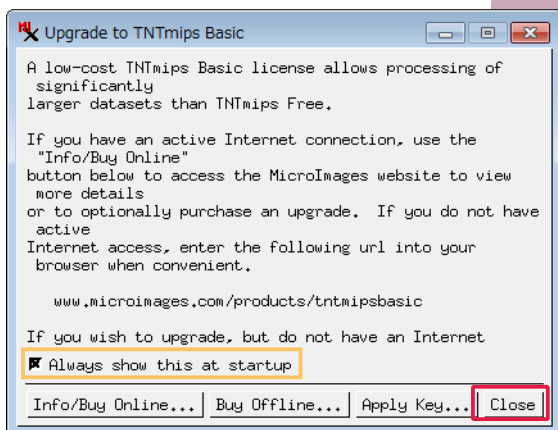 Upgrade to TNTmips Basic
A low-cost TNTmips Basic license allows processing of
significantly
larger datasets than TNTmips Free.
If you have an active Internet connection, use the
"Info/Buy Online"
button below to access the MicroImages website to view
more details
or to optionally purchase an upgrade. If you do not have
active
Internet access, enter the following url into your
browser when convenient.
www.microimages.com/products/tntmipsbasic
If you wish to upgrade, but do not have an Internet
Always show this at startup
Info/Buy Online... Buy Offline... Apply Key... Close